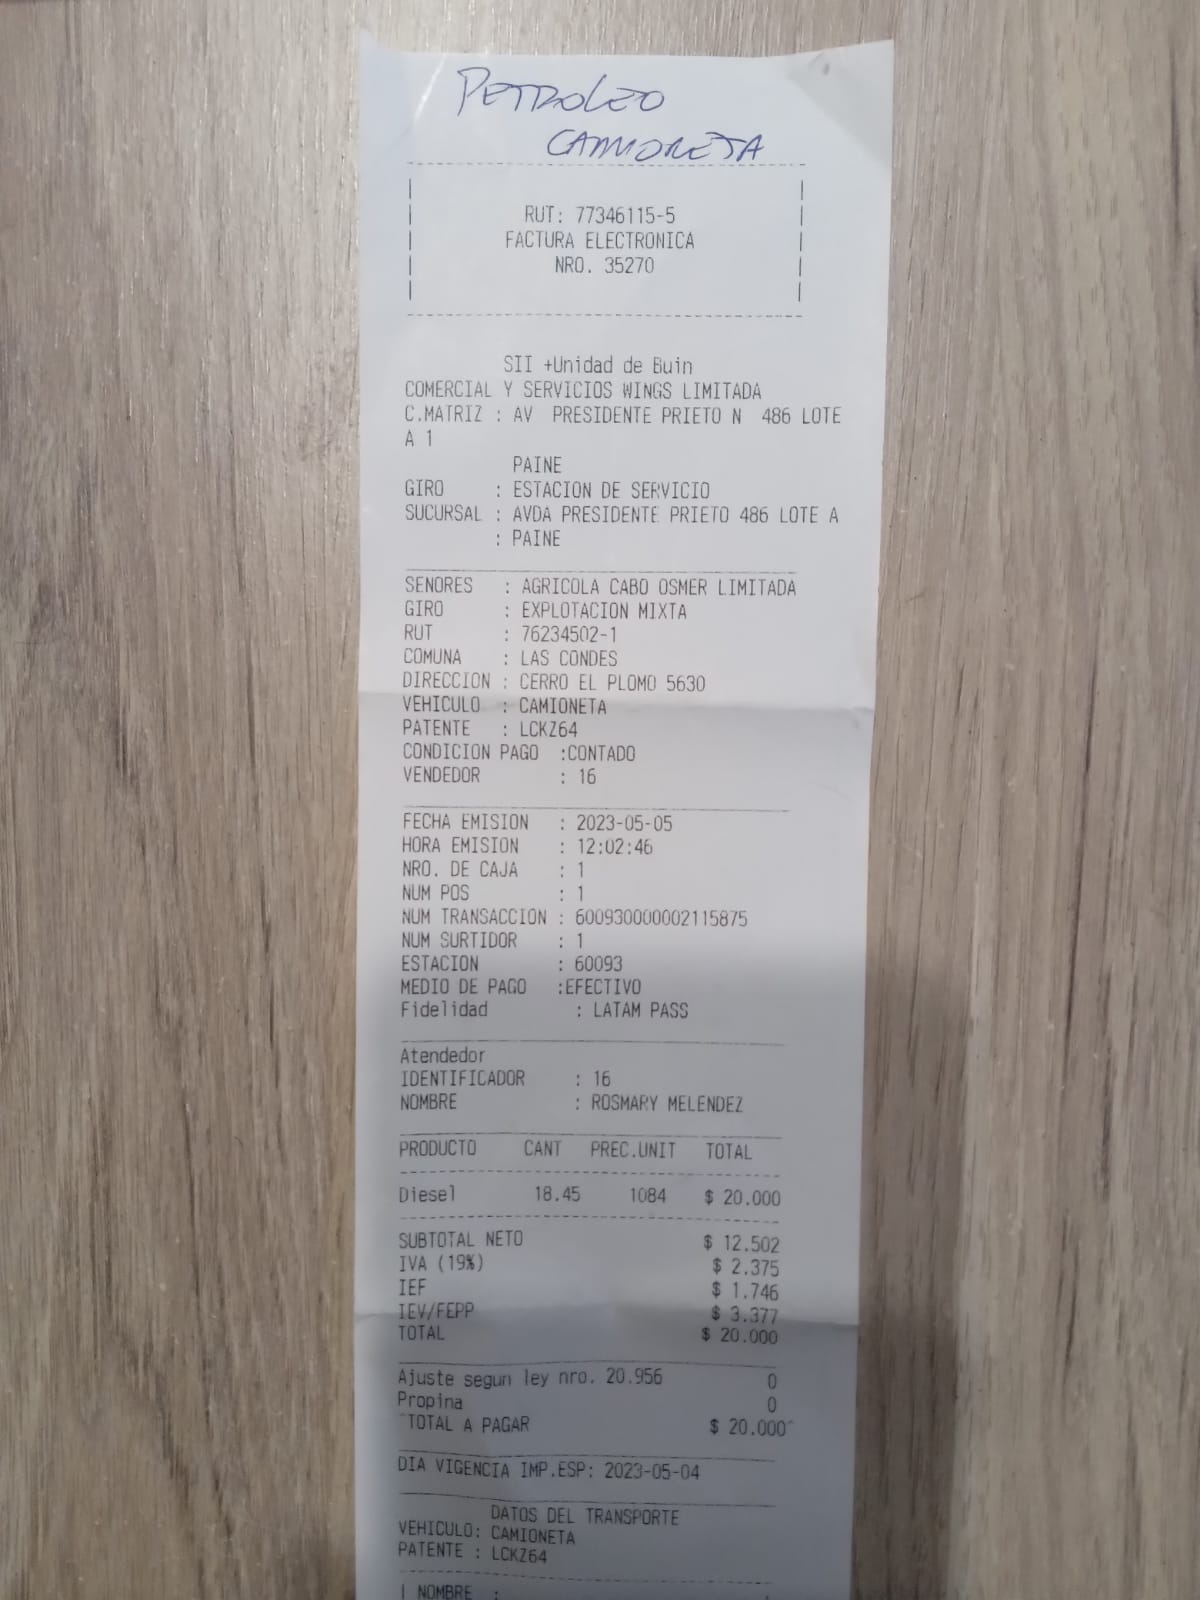 PETROLEO
CAMIONETA
RUT: 77346115-5
FACTURA ELECTRONICA
NRO. 35270
SII +Unidad de Buin
COMERCIAL Y SERVICIOS WINGS LIMITADA
C.MATRIZ : AV PRESIDENTE PRIETO N 486 LOTE
A 1
PAINE
GIRO : ESTACION DE SERVICIO
SUCURSAL : AVDA PRESIDENTE PRIETO 486 LOTE A
: PAINE
SENORES : AGRICOLA CABO OSMER LIMITADA
GIRO : EXPLOTACION MIXTA
RUT : 76234502-1
COMUNA : LAS CONDES
DIRECCION : CERRO EL PLOMO 5630
VEHICULO : CAMIONETA
PATENTE : LCKZ64
CONDICION PAGO :CONTADO
VENDEDOR : 16
FECHA EMISION : 2023-05-05
HORA EMISION : 12:02:46
NRO. DE CAJA : 1
NUM POS : 1
NUM TRANSACCION : 600930000002115875
NUM SURTIDOR : 1
ESTACION : 60093
MEDIO DE PAGO :EFECTIVO
Fidelidad : LATAM PASS
Atendedor
IDENTIFICADOR : 16
NOMBRE : ROSMARY MELENDEZ
PRODUCTO CANT PREC.UNIT TOTAL
Diesel 18.45 1084 $ 20.000
SUBTOTAL NETO $ 12.502
IVA (19%) $ 2.375
IEF $ 1.746
IEV/FEPP $ 3.377
TOTAL $ 20.000
Ajuste segun ley nro. 20.956 0
Propina 0
TOTAL A PAGAR $ 20.000
DIA VIGENCIA IMP.ESP: 2023-05-04
DATOS DEL TRANSPORTE
VEHICULO: CAMIONETA
PATENTE : LCKZ64
NOMBRE :